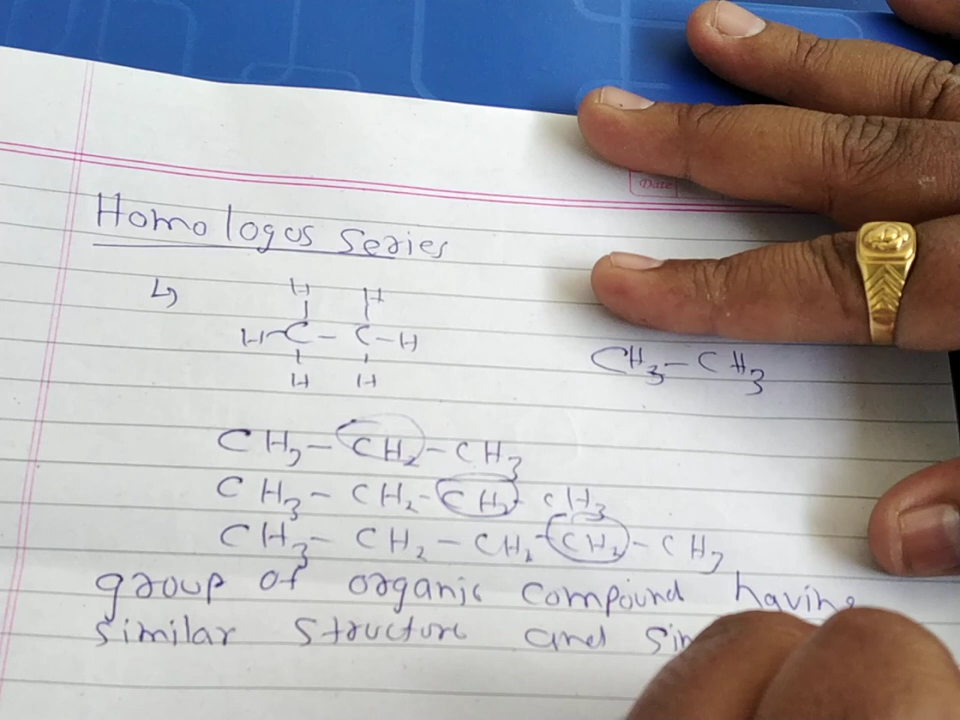 Date
Homologos Series
↳
H H
H-C-C-H
H H
CH3-CH3
CH3-CH2-CH3
CH3-CH2-CH2-CH3
CH3-CH2-CH2-CH2-CH3
group of organic compound having
similar structure and